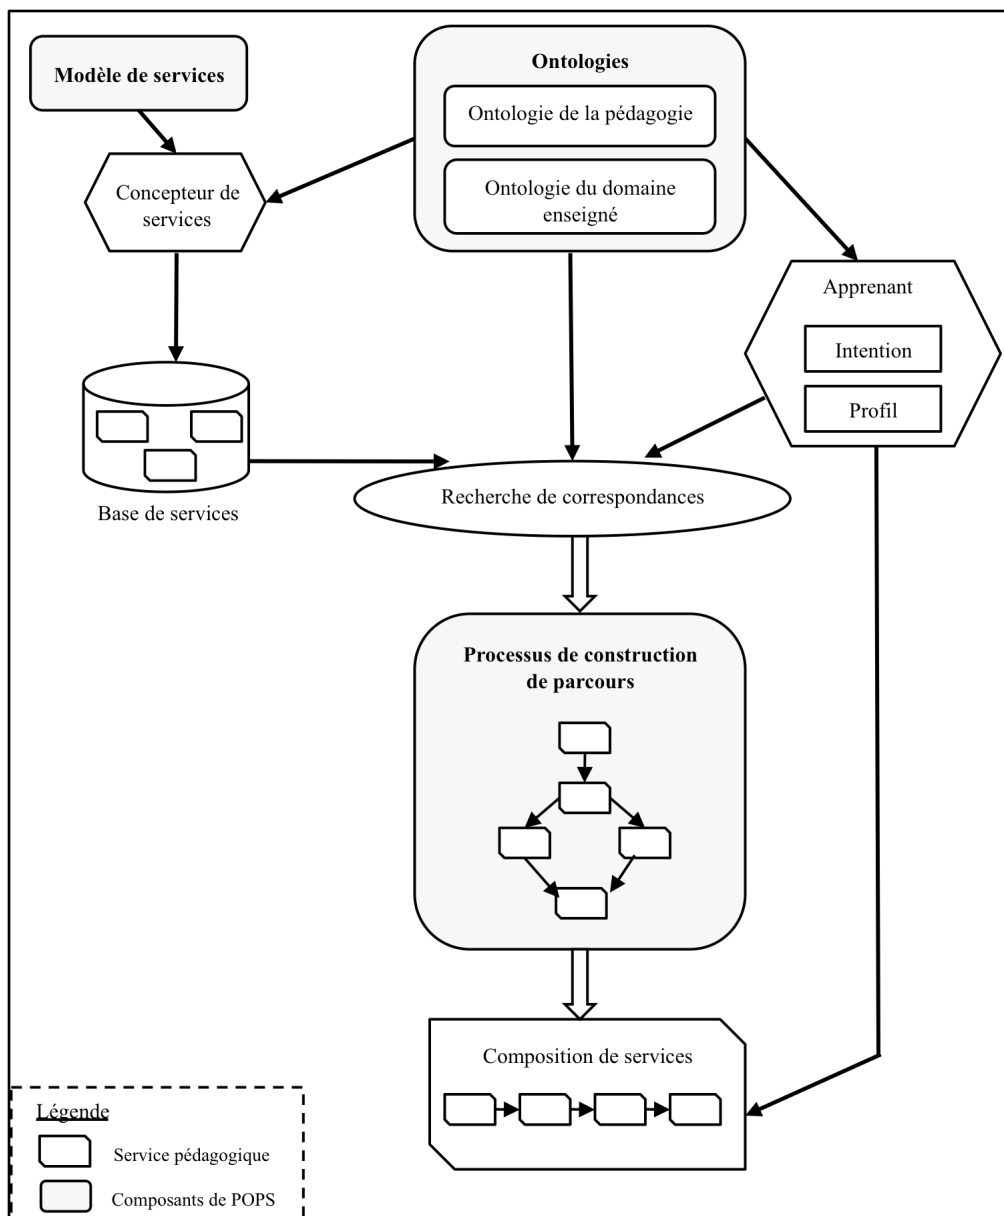 Modèle de services
Ontologies
Ontologie de la pédagogie
Ontologie du domaine
enseigné
Concepteur de
services
Apprenant
Intention
Profil
Base de services
Recherche de correspondances
Processus de construction
de parcours
Composition de services
Légende
Service pédagogique
Composants de POPS